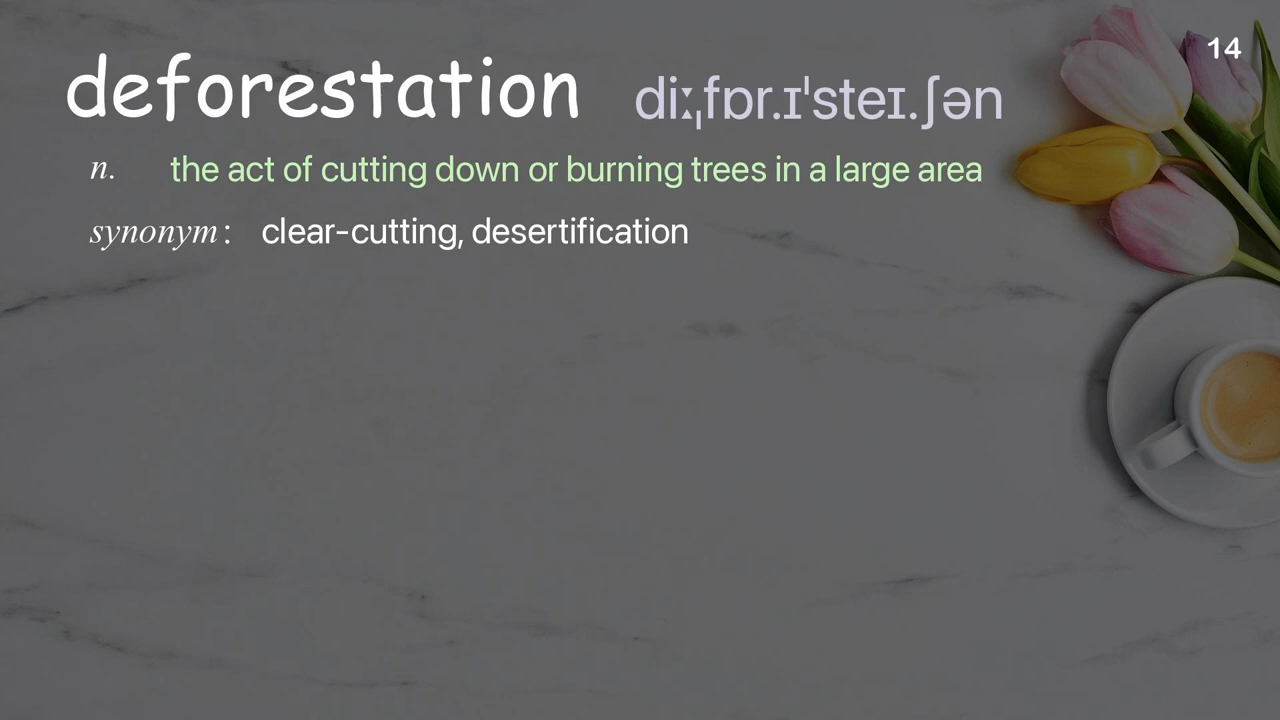 14
deforestation diːˌfɒr.ɪˈsteɪ.ʃən
n. the act of cutting down or burning trees in a large area
synonym : clear-cutting, desertification